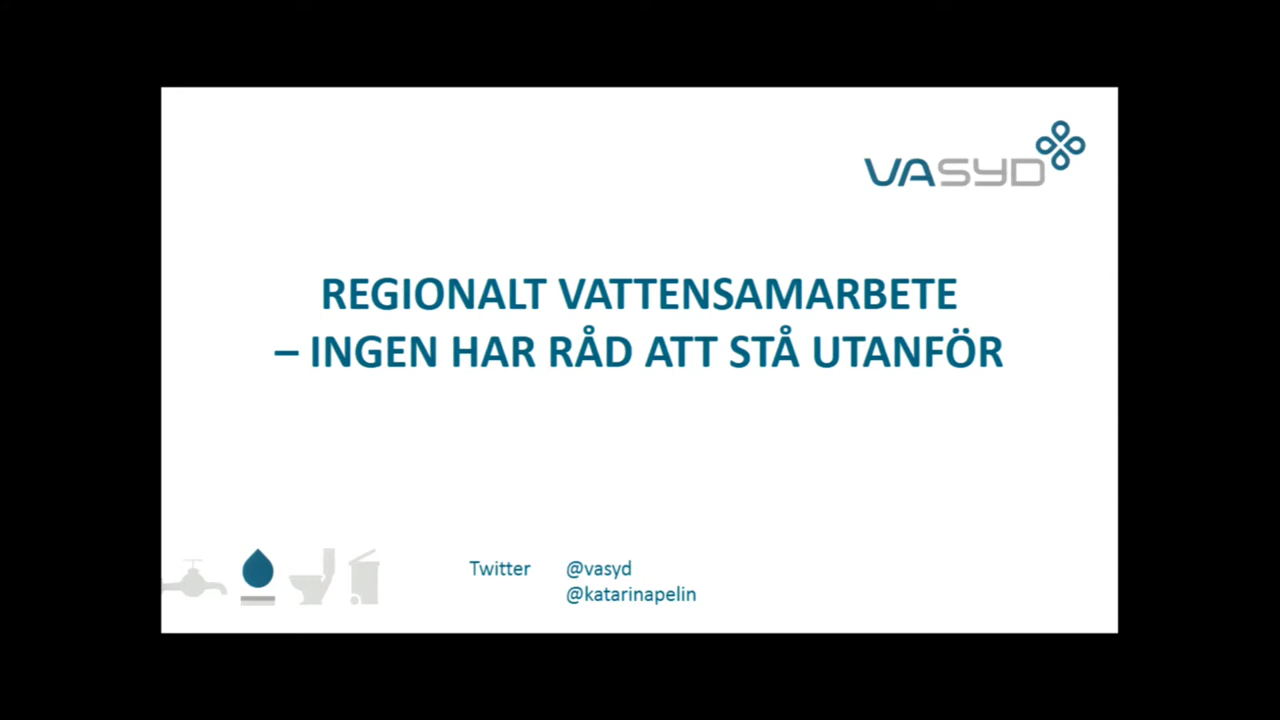 VASYD
REGIONALT VATTENSAMARBETE
– INGEN HAR RÅD ATT STÅ UTANFÖR
Twitter @vasyd
@katarinapelin